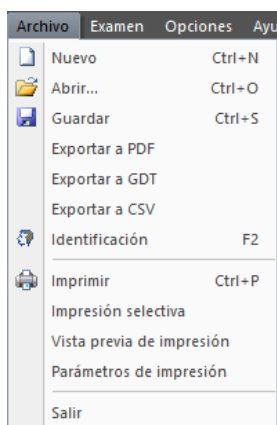 Archivo Examen Opciones Ayu
Nuevo Ctrl+N
Abrir... Ctrl+O
Guardar Ctrl+S
Exportar a PDF
Exportar a GDT
Exportar a CSV
Identificación F2
Imprimir Ctrl+P
Impresión selectiva
Vista previa de impresión
Parámetros de impresión
Salir